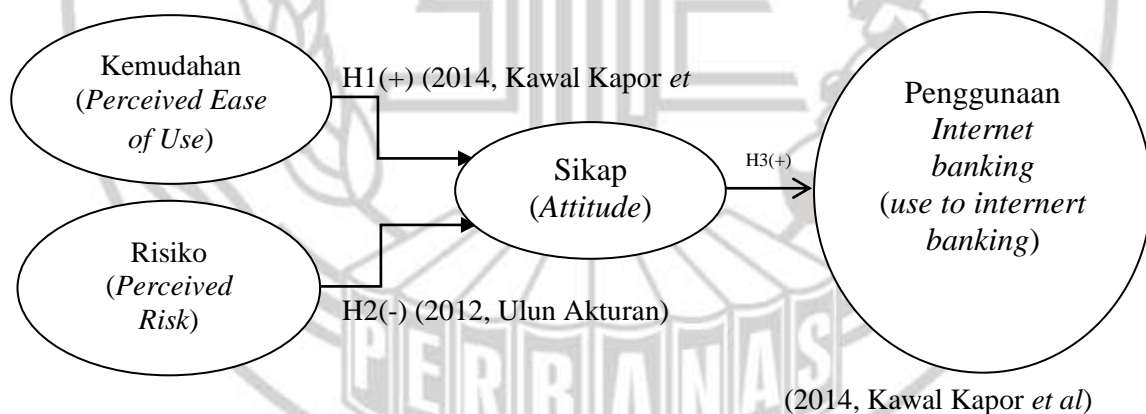 Kemudahan
(Perceived Ease
of Use)
H1(+) (2014, Kawal Kapor et
Sikap
(Attitude)
H3(+)
Penggunaan
Internet
banking
(use to internert
banking)
Risiko
(Perceived
Risk)
H2(-) (2012, Ulun Akturan)
PERBANAS
(2014, Kawal Kapor et al)